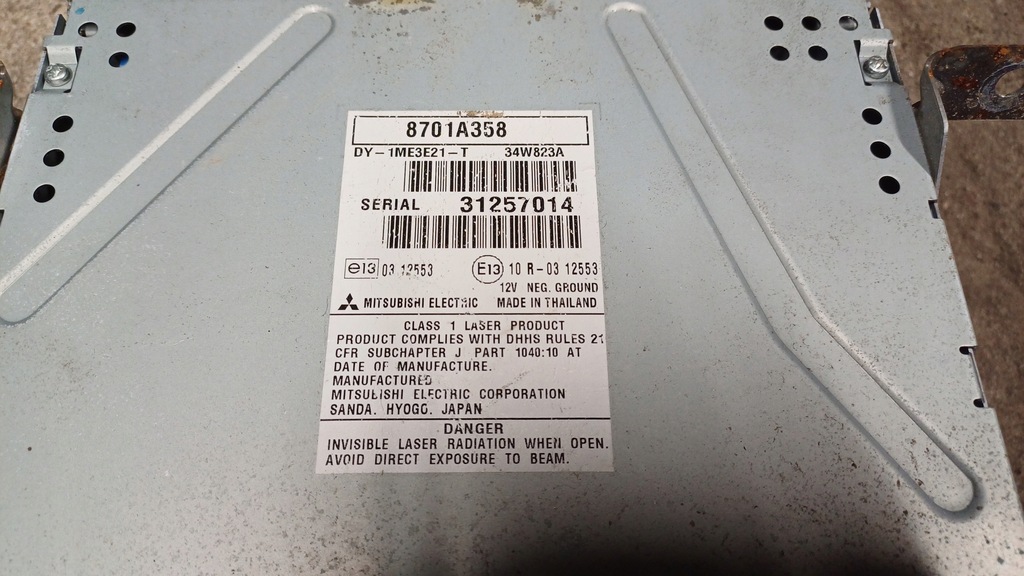 8701A358
DY-1ME3E21-T 34W823A
SERIAL 31257014
e13 03 12553 E13 10 R-03 12553
12V NEG. GROUND
MITSUBISHI ELECTRIC MADE IN THAILAND
CLASS 1 LASER PRODUCT
PRODUCT COMPLIES WITH DHHS RULES 21
CFR SUBCHAPTER J PART 1040:10 AT
DATE OF MANUFACTURE.
MANUFACTURED
MITSUBISHI ELECTRIC CORPORATION
SANDA. HYOGO. JAPAN
DANGER
INVISIBLE LASER RADIATION WHEN OPEN.
AVOID DIRECT EXPOSURE TO BEAM.